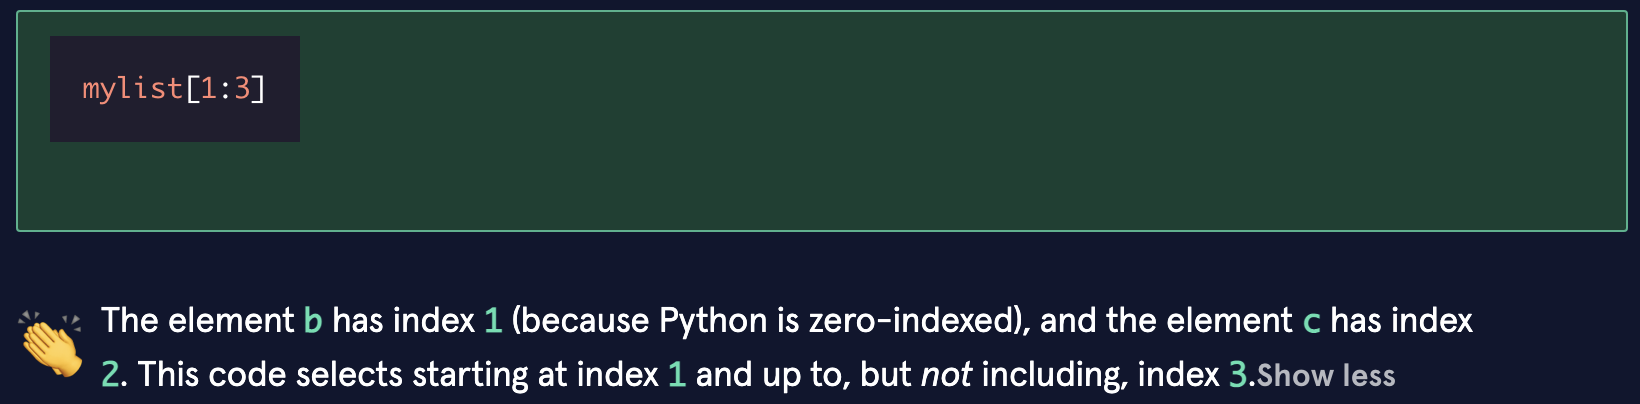 mylist[1:3]
The element b has index 1 (because Python is zero-indexed), and the element c has index
2. This code selects starting at index 1 and up to, but not including, index 3.Show less